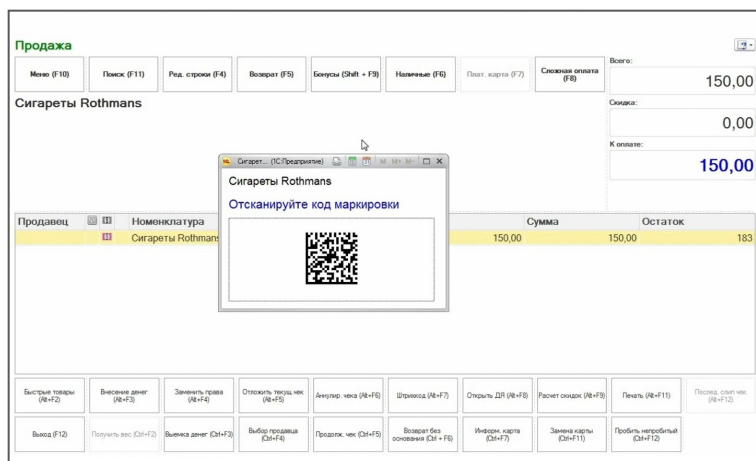 Продажа
Меню (F10)
Поиск (F11)
Ред. строки (F4)
Возврат (F5)
Бонусы (Shift + F9)
Наличные (F6)
Плат. карта (F7)
Сложная оплата (F8)
Всего:
150,00
Сигареты Rothmans
Скидка:
0,00
К оплате:
150,00
Сигарет... (1С:Предприятие)
M M+ M-
Сигареты Rothmans
Отсканируйте код маркировки
Продавец Номенклатура Сумма Остаток
Сигареты Rothmans 150,00 150,00 183
Быстрые товары (Alt+F2)
Внесение денег (Alt+F3)
Заменить права (Alt+F4)
Отложить текущ. чек (Alt+F5)
Аннулир. чека (Alt+F6)
Штрихкод (Alt+F7)
Открыть ДЯ (Alt+F8)
Расчет скидок (Alt+F9)
Печать (Alt+F11)
Послед. слип чек (Alt+F12)
Выход (F12)
Получить вес (Ctrl+F2)
Выемка денег (Ctrl+F3)
Выбор продавца (Ctrl+F4)
Продолж. чек (Ctrl+F5)
Возврат без основания (Ctrl + F6)
Информ. карта (Ctrl+F7)
Замена карты (Ctrl+F11)
Пробить непробитый (Ctrl+F12)